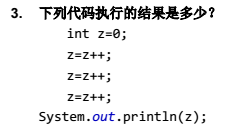 3. 下列代码执行的结果是多少？
int z=0;
z=z++;
z=z++;
z=z++;
System.out.println(z);